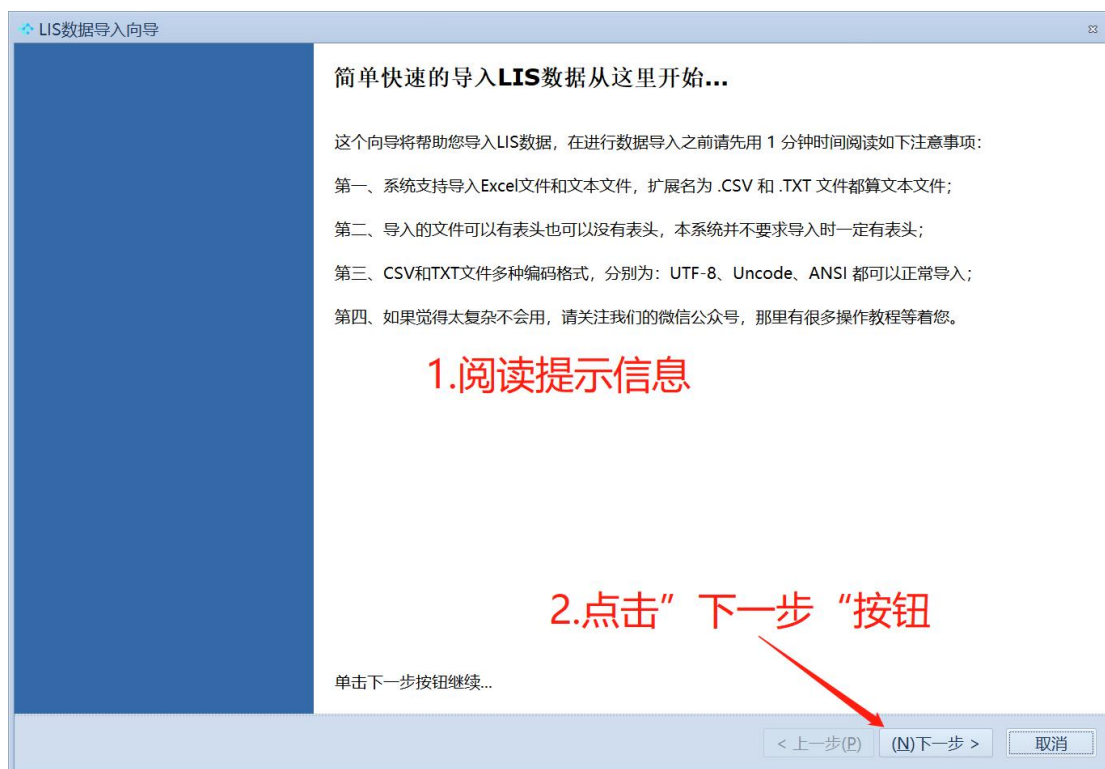 LIS数据导入向导
简单快速的导入LIS数据从这里开始...
这个向导将帮助您导入LIS数据，在进行数据导入之前请先用 1 分钟时间阅读如下注意事项：
第一、系统支持导入Excel文件和文本文件，扩展名为 .CSV 和 .TXT 文件都算文本文件；
第二、导入的文件可以有表头也可以没有表头，本系统并不要求导入时一定有表头；
第三、CSV和TXT文件多种编码格式，分别为：UTF-8、Uncode、ANSI 都可以正常导入；
第四、如果觉得太复杂不会用，请关注我们的微信公众号，那里有很多操作教程等着您。
1.阅读提示信息
2.点击”下一步“按钮
单击下一步按钮继续...
< 上一步(P) (N)下一步 > 取消